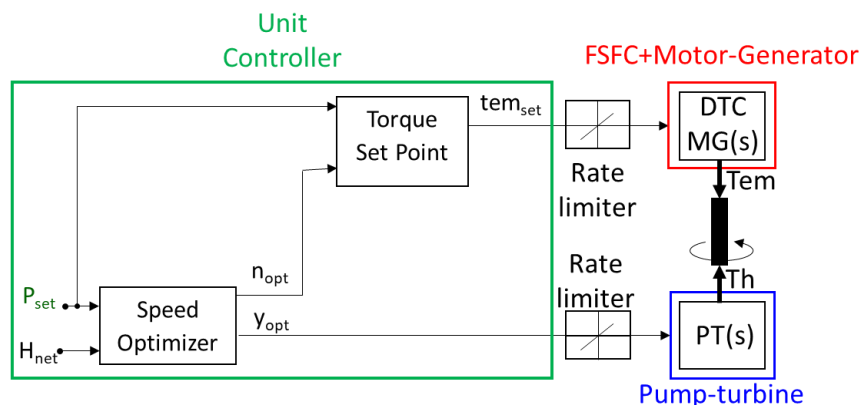 Unit
Controller
FSFC+Motor-Generator
Torque
Set Point
tem_set
DTC
MG(s)
Rate
limiter
Tem
n_opt
Rate
limiter
Th
P_set
Speed
Optimizer
y_opt
H_net
PT(s)
Pump-turbine